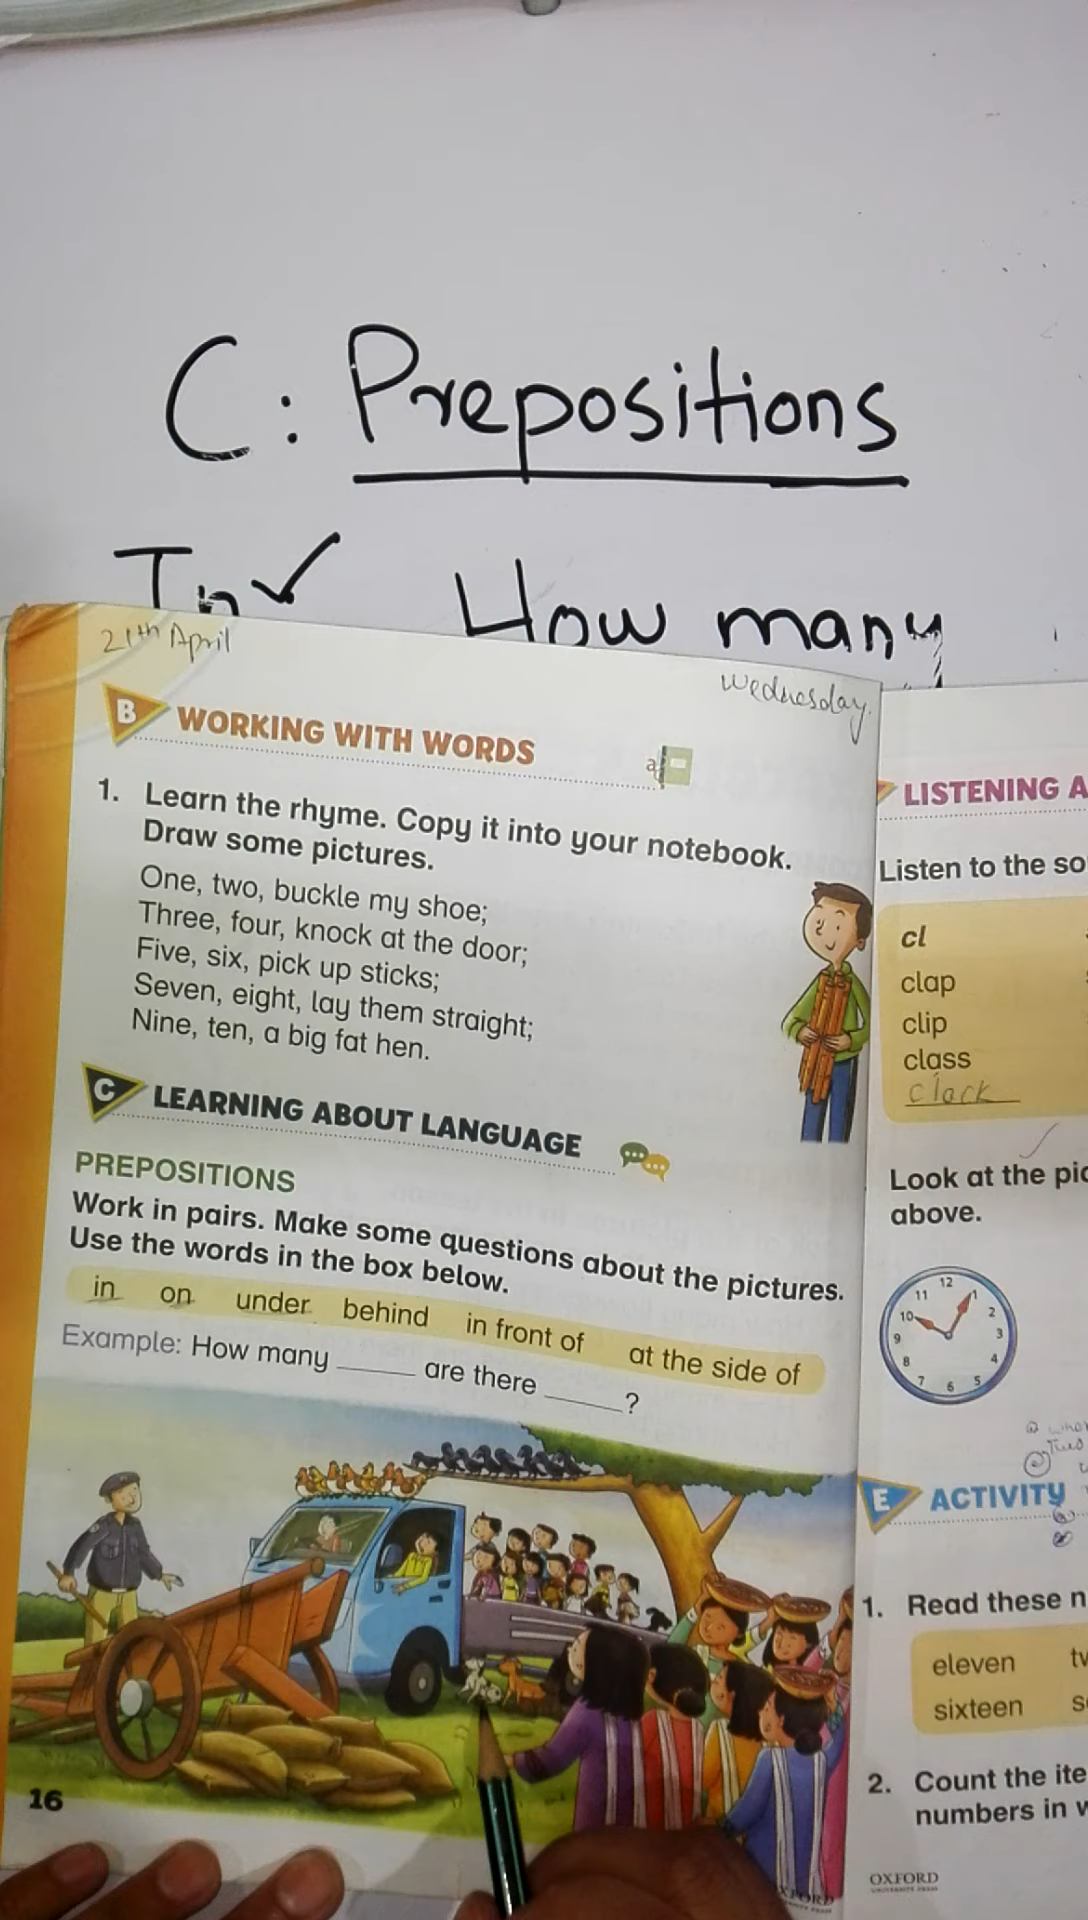 C: Prepositions
In ✓ How many
21th April
Wednesday.
B WORKING WITH WORDS
1. Learn the rhyme. Copy it into your notebook.
Draw some pictures.
One, two, buckle my shoe;
Three, four, knock at the door;
Five, six, pick up sticks;
Seven, eight, lay them straight;
Nine, ten, a big fat hen.
C LEARNING ABOUT LANGUAGE
PREPOSITIONS
Work in pairs. Make some questions about the pictures.
Use the words in the box below.
in on under behind in front of at the side of
Example: How many ______ are there ______?
16
LISTENING A
Listen to the so
cl
clap
clip
class
clock
Look at the pic
above.
12
11 1
10 2
9 3
8 4
7 6 5
E ACTIVITY
1. Read these n
eleven tw
sixteen s
2. Count the ite
numbers in w
OXFORD
UNIVERSITY PRESS